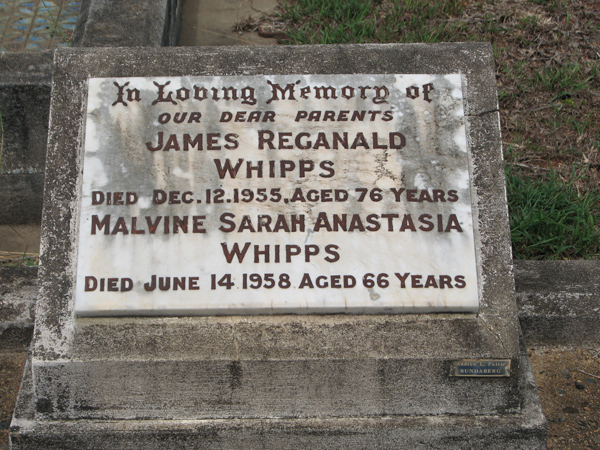 In Loving Memory of
OUR DEAR PARENTS
JAMES REGANALD
WHIPPS
DIED DEC. 12. 1955, AGED 76 YEARS
MALVINE SARAH ANASTASIA
WHIPPS
DIED JUNE 14 1958 AGED 66 YEARS
BUNDABERG